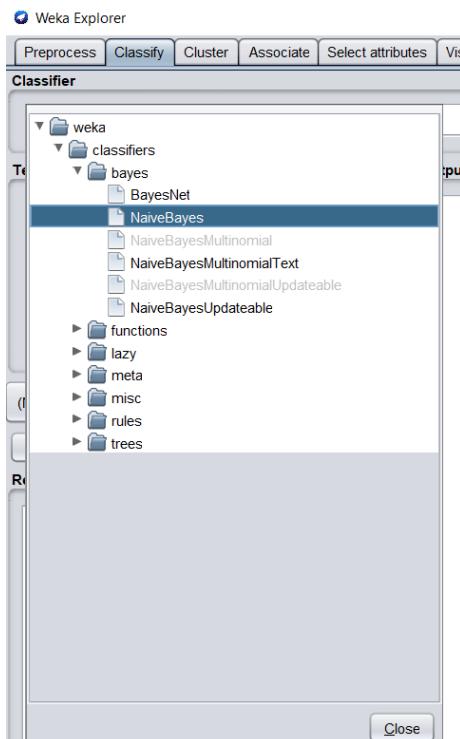 Weka Explorer
Preprocess Classify Cluster Associate Select attributes
Classifier
weka
classifiers
bayes
BayesNet
NaiveBayes
NaiveBayesMultinomial
NaiveBayesMultinomialText
NaiveBayesMultinomialUpdateable
NaiveBayesUpdateable
functions
lazy
meta
misc
rules
trees
Close